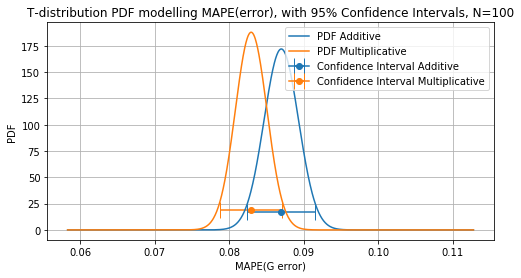 T-distribution PDF modelling MAPE(error), with 95% Confidence Intervals, N=100
PDF Additive
PDF Multiplicative
Confidence Interval Additive
Confidence Interval Multiplicative
175
150
125
100
75
50
25
0
PDF
0.06
0.07
0.08
0.09
0.10
0.11
MAPE(G error)